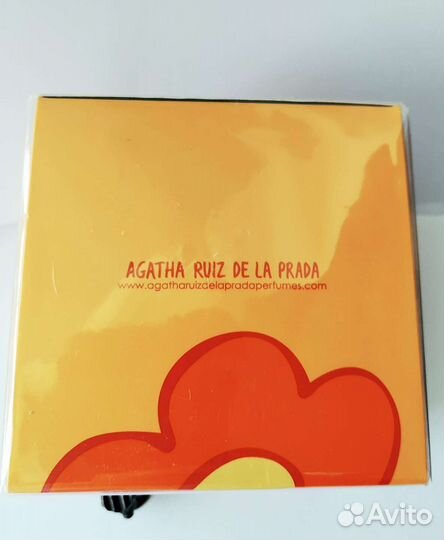 AGATHA RUIZ DE LA PRADA
www.agatharuizdelapradaperfumes.com
Avito